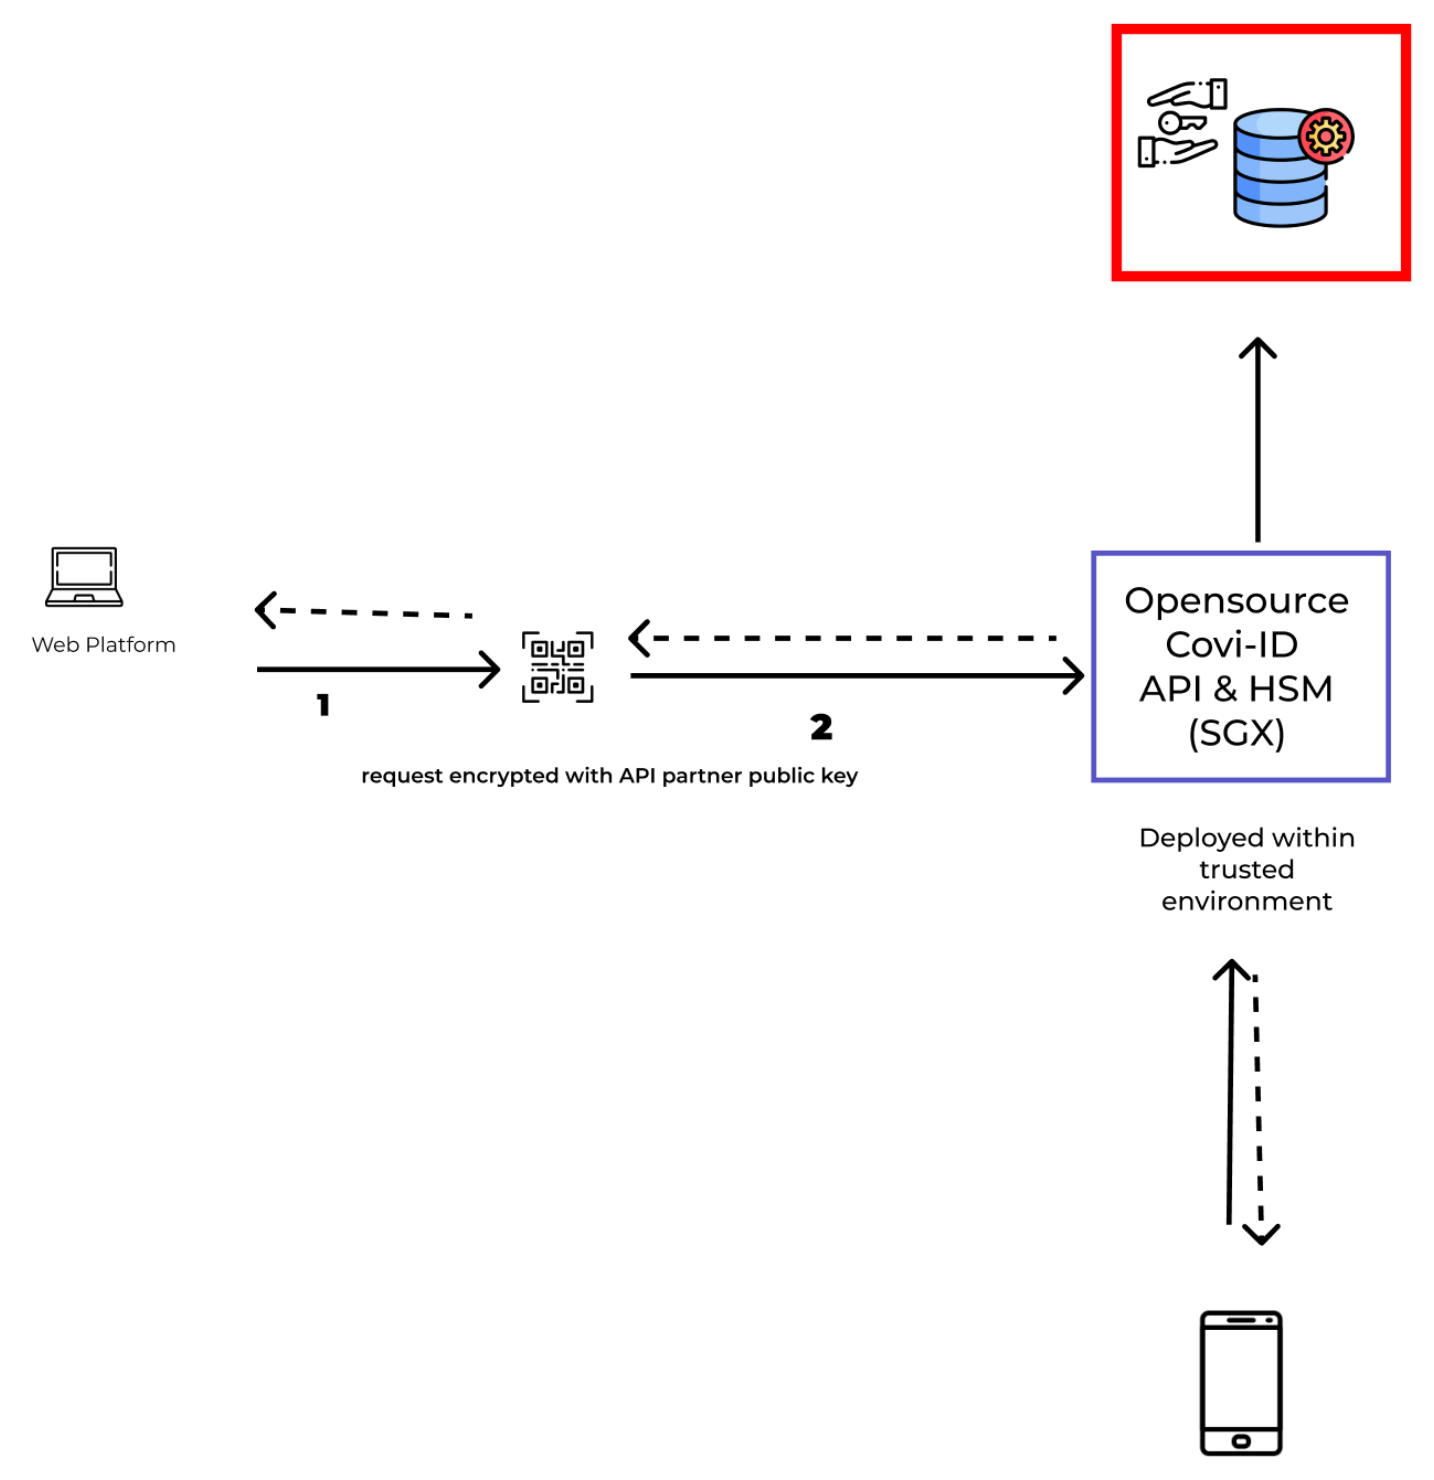 Web Platform
1
2
request encrypted with API partner public key
Opensource
Covi-ID
API & HSM
(SGX)
Deployed within
trusted
environment